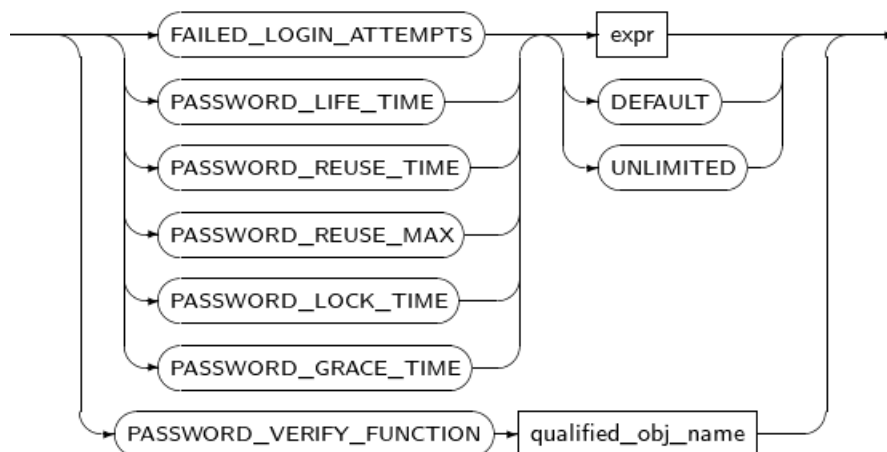 FAILED_LOGIN_ATTEMPTS expr
PASSWORD_LIFE_TIME DEFAULT
PASSWORD_REUSE_TIME UNLIMITED
PASSWORD_REUSE_MAX
PASSWORD_LOCK_TIME
PASSWORD_GRACE_TIME
PASSWORD_VERIFY_FUNCTION qualified_obj_name